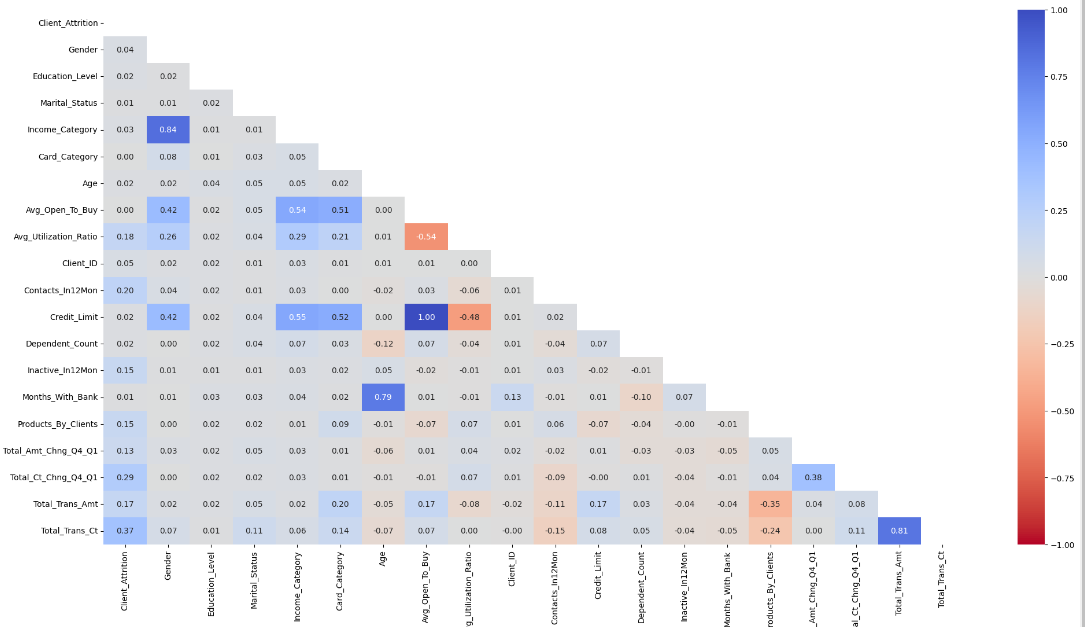 Client_Attrition
Gender 0.04
Education_Level 0.02 0.02
Marital_Status 0.01 0.01 0.02
Income_Category 0.03 0.84 0.01 0.01
Card_Category 0.00 0.08 0.01 0.03 0.05
Age 0.02 0.02 0.04 0.05 0.05 0.02
Avg_Open_To_Buy 0.00 0.42 0.02 0.05 0.54 0.51 0.00
Avg_Utilization_Ratio 0.18 0.26 0.02 0.04 0.29 0.21 0.01 -0.54
Client_ID 0.05 0.02 0.02 0.01 0.03 0.01 0.01 0.01 0.00
Contacts_In12Mon 0.20 0.04 0.02 0.01 0.03 0.00 -0.02 0.03 -0.06 0.01
Credit_Limit 0.02 0.42 0.02 0.04 0.55 0.52 0.00 1.00 -0.48 0.01 0.02
Dependent_Count 0.02 0.00 0.02 0.04 0.07 0.03 -0.12 0.07 -0.04 0.01 -0.04 0.07
Inactive_In12Mon 0.15 0.01 0.01 0.01 0.03 0.02 0.05 -0.02 -0.01 0.01 0.03 -0.02 -0.01
Months_With_Bank 0.01 0.01 0.03 0.03 0.04 0.02 0.79 0.01 -0.01 0.13 -0.01 0.01 -0.10 0.07
Products_By_Clients 0.15 0.00 0.02 0.02 0.01 0.09 -0.01 -0.07 0.07 0.01 0.06 -0.07 -0.04 -0.00 -0.01
Total_Amt_Chng_Q4_Q1 0.13 0.03 0.02 0.05 0.03 0.01 -0.06 0.01 0.04 0.02 -0.02 0.01 -0.03 -0.03 -0.05 0.05
Total_Ct_Chng_Q4_Q1 0.29 0.00 0.02 0.02 0.03 0.01 -0.01 -0.01 0.07 0.01 -0.09 -0.00 0.01 -0.04 -0.01 0.04 0.38
Total_Trans_Amt 0.17 0.02 0.02 0.05 0.02 0.20 -0.05 0.17 -0.08 -0.02 -0.11 0.17 0.03 -0.04 -0.04 -0.35 0.04 0.08
Total_Trans_Ct 0.37 0.07 0.01 0.11 0.06 0.14 -0.07 0.07 0.00 -0.00 -0.15 0.08 0.05 -0.04 -0.05 -0.24 0.00 0.11 0.81
Client_Attrition
Gender
Education_Level
Marital_Status
Income_Category
Card_Category
Age
Avg_Open_To_Buy
g_Utilization_Ratio
Client_ID
Contacts_In12Mon
Credit_Limit
Dependent_Count
Inactive_In12Mon
Months_With_Bank
roducts_By_Clients
_Amt_Chng_Q4_Q1
al_Ct_Chng_Q4_Q1
Total_Trans_Amt
Total_Trans_Ct
1.00
0.75
0.50
0.25
0.00
−0.25
−0.50
−0.75
−1.00